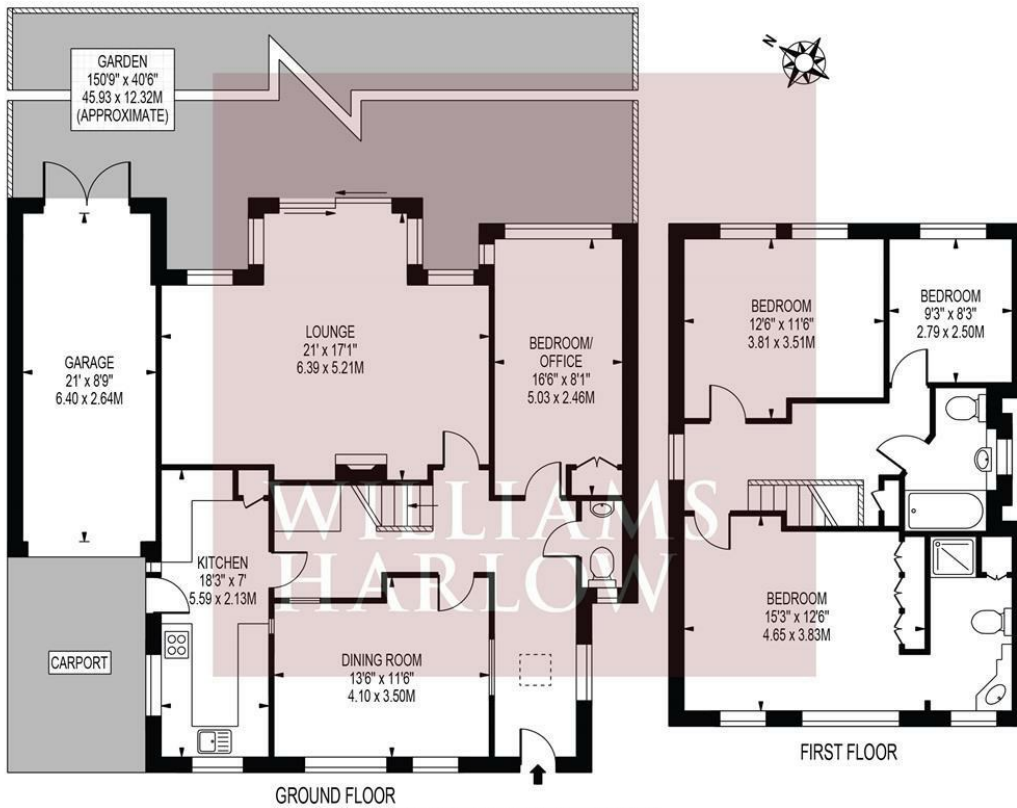 GARDEN
150'9" x 40'6"
45.93 x 12.32M
(APPROXIMATE)
N
GARAGE
21' x 8'9"
6.40 x 2.64M
LOUNGE
21' x 17'1"
6.39 x 5.21M
BEDROOM/
OFFICE
16'6" x 8'1"
5.03 x 2.46M
BEDROOM
12'6" x 11'6"
3.81 x 3.51M
BEDROOM
9'3" x 8'3"
2.79 x 2.50M
WILLIAMS
HARLOW
KITCHEN
18'3" x 7'
5.59 x 2.13M
CARPORT
DINING ROOM
13'6" x 11'6"
4.10 x 3.50M
BEDROOM
15'3" x 12'6"
4.65 x 3.83M
GROUND FLOOR
FIRST FLOOR